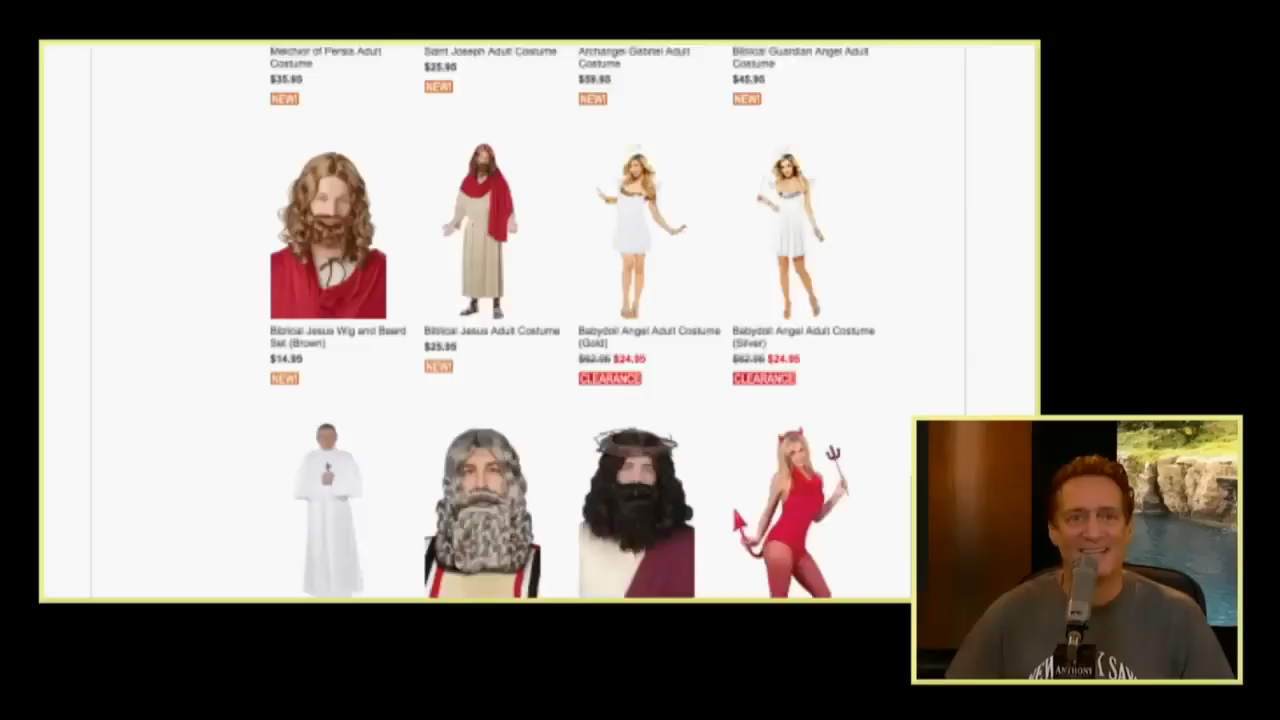 Melchior of Persia Adult
Costume
$35.95
NEW!
Saint Joseph Adult Costume
$25.95
NEW!
Archangel Gabriel Adult
Costume
$59.95
NEW!
Biblical Guardian Angel Adult
Costume
$45.95
NEW!
Biblical Jesus Wig and Beard
Set (Brown)
$14.99
NEW!
Biblical Jesus Adult Costume
$25.95
NEW!
Babydoll Angel Adult Costume
(Gold)
$62.95 $24.95
CLEARANCE
Babydoll Angel Adult Costume
(Silver)
$62.95 $24.95
CLEARANCE
ANTHONY